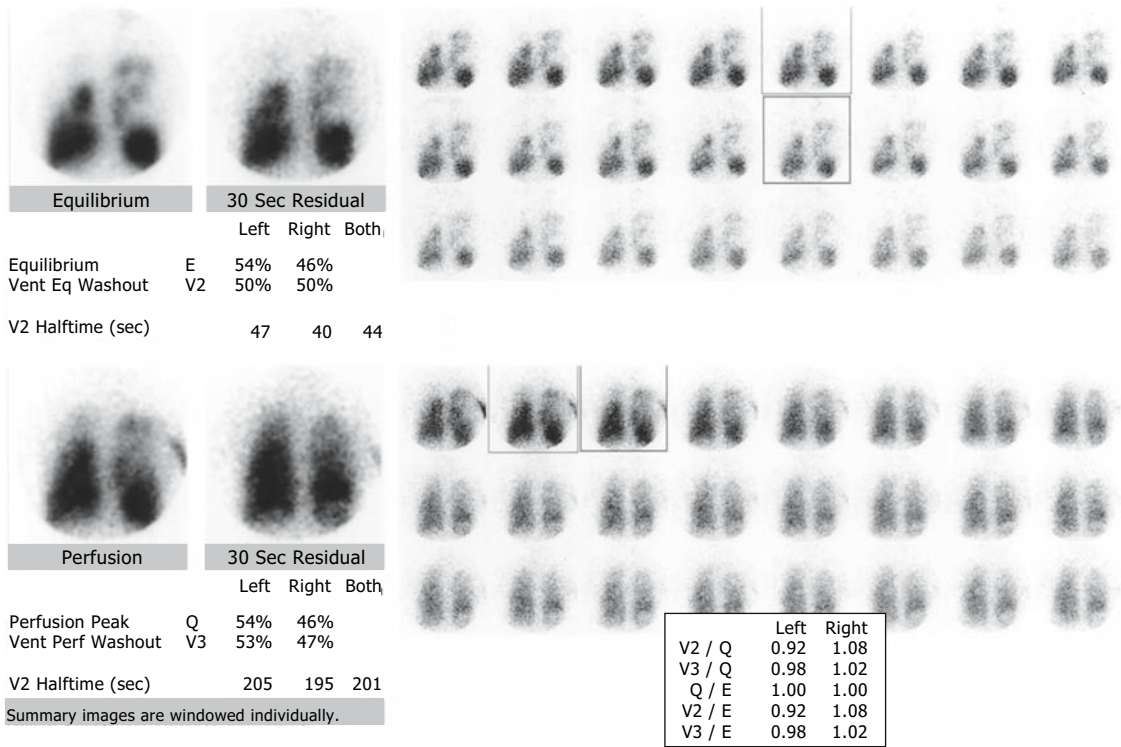 Equilibrium 30 Sec Residual
Left Right Both
Equilibrium E 54% 46%
Vent Eq Washout V2 50% 50%
V2 Halftime (sec) 47 40 44
Perfusion 30 Sec Residual
Left Right Both
Perfusion Peak Q 54% 46%
Vent Perf Washout V3 53% 47%
V2 Halftime (sec) 205 195 201
Summary images are windowed individually.
Left Right
V2 / Q 0.92 1.08
V3 / Q 0.98 1.02
Q / E 1.00 1.00
V2 / E 0.92 1.08
V3 / E 0.98 1.02